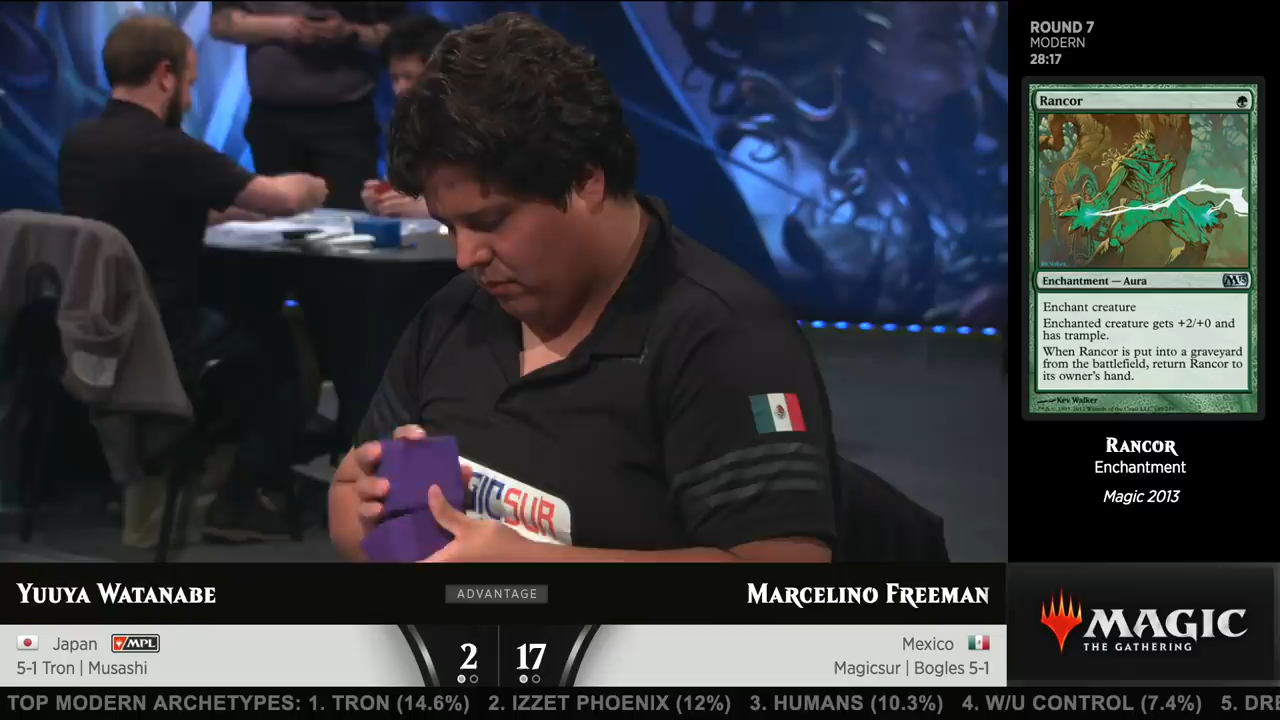 ROUND 7
MODERN
28:17
Rancor
Enchantment — Aura
Enchant creature
Enchanted creature gets +2/+0 and
has trample.
When Rancor is put into a graveyard
from the battlefield, return Rancor to
its owner's hand.
Kev Walker
RANCOR
Enchantment
Magic 2013
GICSUR
YUUYA WATANABE
ADVANTAGE
MARCELINO FREEMAN
Japan MPL
5-1 Tron | Musashi
2 17
Mexico
Magicsur | Bogles 5-1
MAGIC
THE GATHERING
TOP MODERN ARCHETYPES: 1. TRON (14.6%) 2. IZZET PHOENIX (12%) 3. HUMANS (10.3%) 4. W/U CONTROL (7.4%) 5. DRE